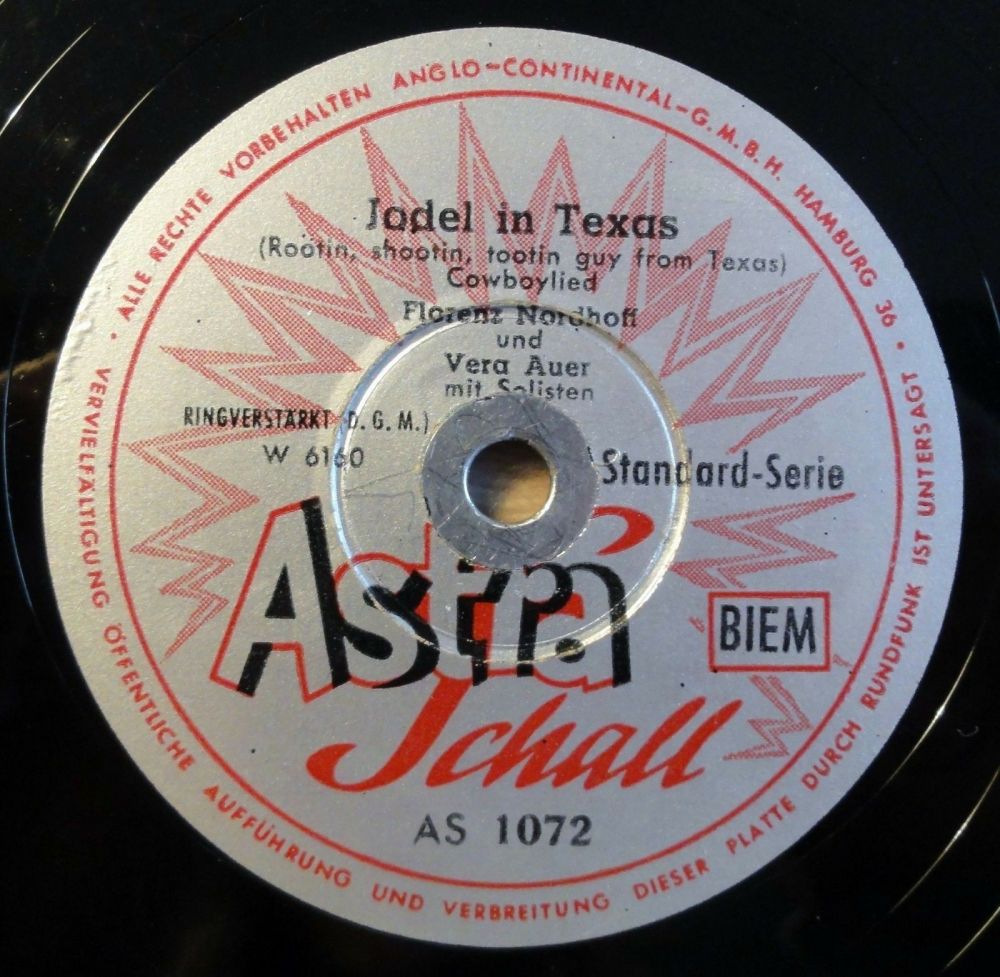 ALLE RECHTE VORBEHALTEN ANGLO-CONTINENTAL-G.M.B.H. HAMBURG 36 •
Jodel in Texas
(Rootin, shootin, tootin guy from Texas)
Cowboylied
Florenz Nordhoff
und
Vera Auer
mit Solisten
RINGVERSTÄRKT (D.G.M.)
W 6160
Standard-Serie
Astra
Schall
BIEM
AS 1072
• VERVIELFÄLTIGUNG ÖFFENTLICHE AUFFÜHRUNG UND VERBREITUNG DIESER PLATTE DURCH RUNDFUNK IST UNTERSAGT